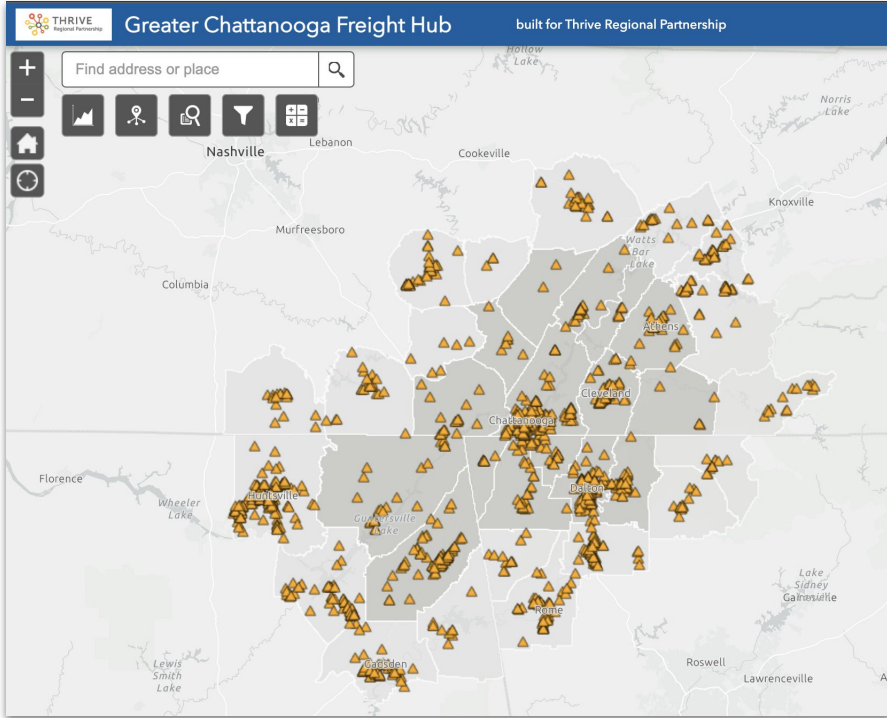 THRIVE
Regional Partnership
Greater Chattanooga Freight Hub
built for Thrive Regional Partnership
Hollow
Lake
+
Find address or place
−
Norris
Lake
Nashville
Lebanon
Cookeville
Knoxville
Murfreesboro
Watts
Bar
Lake
Columbia
Athens
Cleveland
Chattanooga
Florence
Dalton
Huntsville
Wheeler
Lake
Guntersville
Lake
Lake
Sidney
Gainesville
Rome
Gadsden
Roswell
Lewis
Smith
Lake
Lawrenceville
A